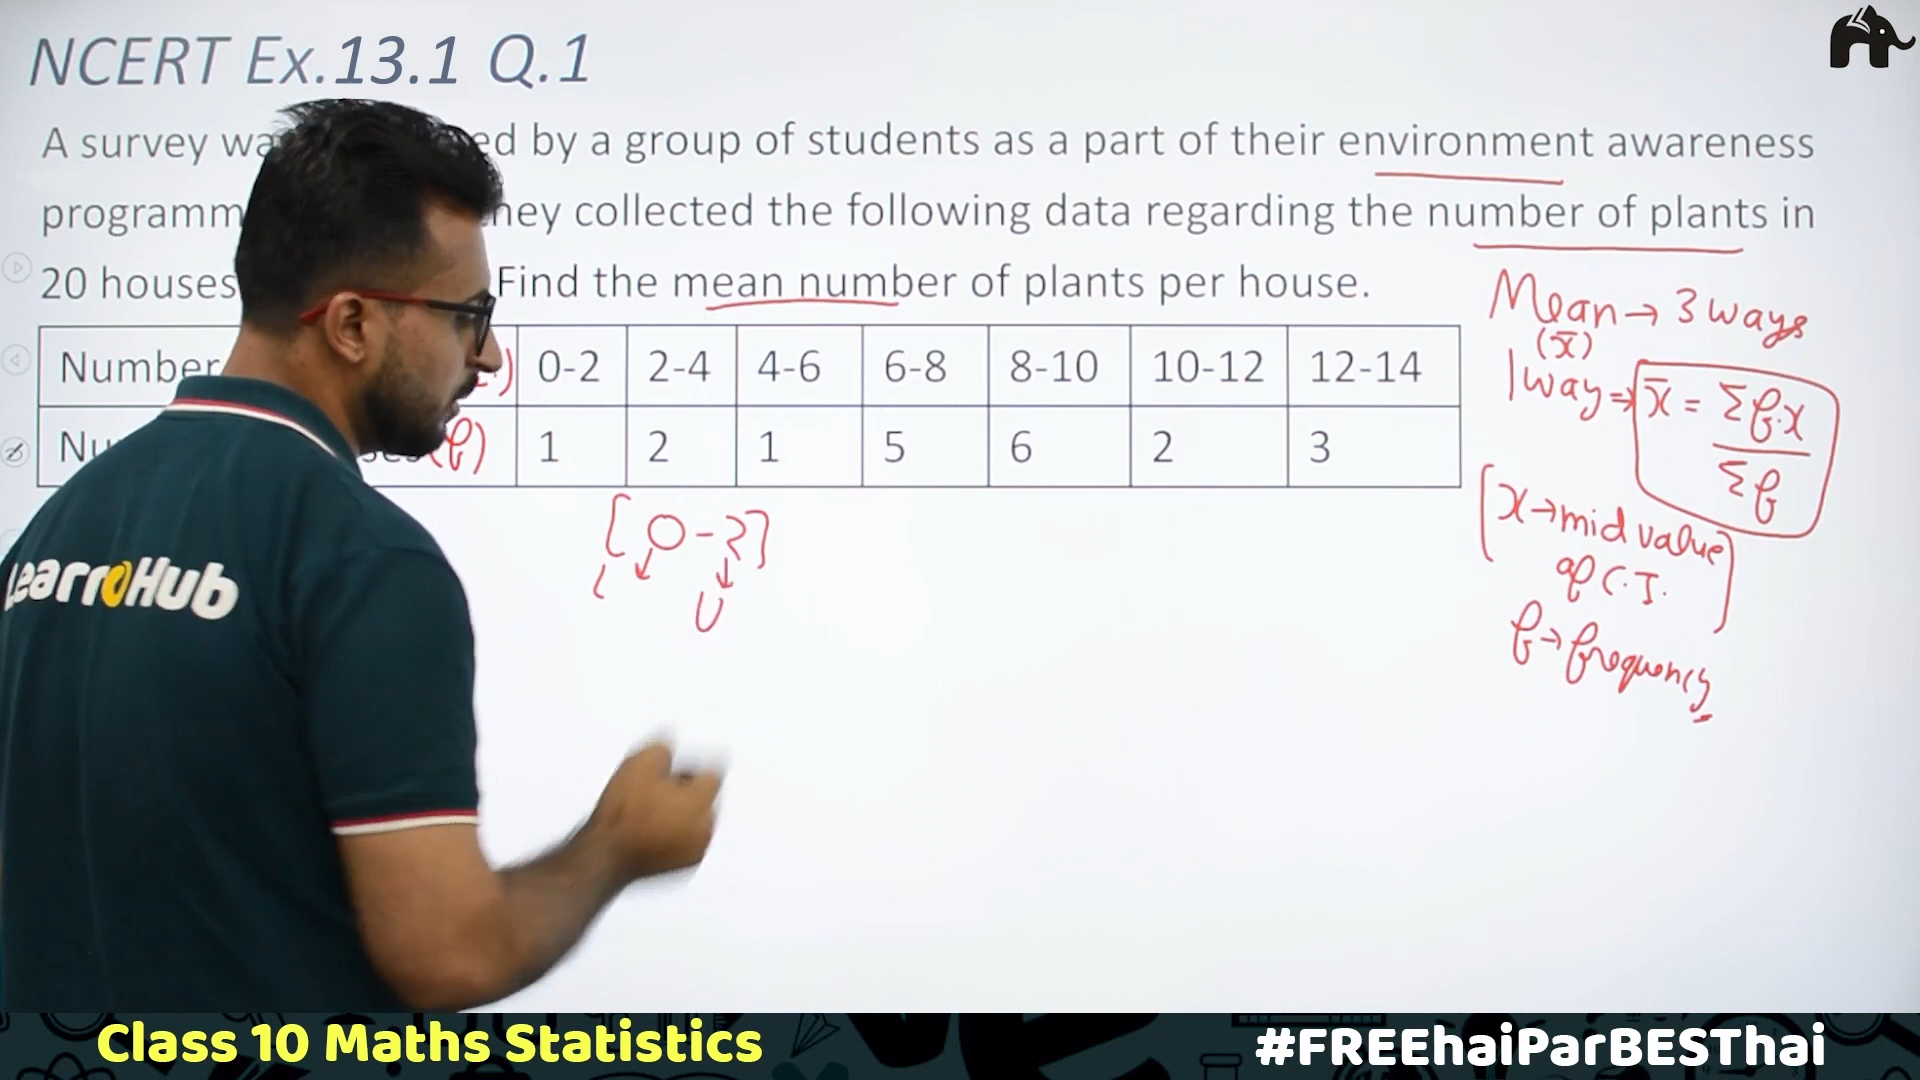 NCERT Ex.13.1 Q.1
A survey wa ed by a group of students as a part of their environment awareness
programm hey collected the following data regarding the number of plants in
20 houses Find the mean number of plants per house.
Number 0-2 2-4 4-6 6-8 8-10 10-12 12-14
Nu (f) 1 2 1 5 6 2 3
[0-2]
L U
Mean → 3 ways
(x̄)
1 way ⇒ x̄ = Σf·x / Σf
[x → mid value
of C.I.]
f → frequency
LearnoHub
Class 10 Maths Statistics
#FREEhaiParBESThai